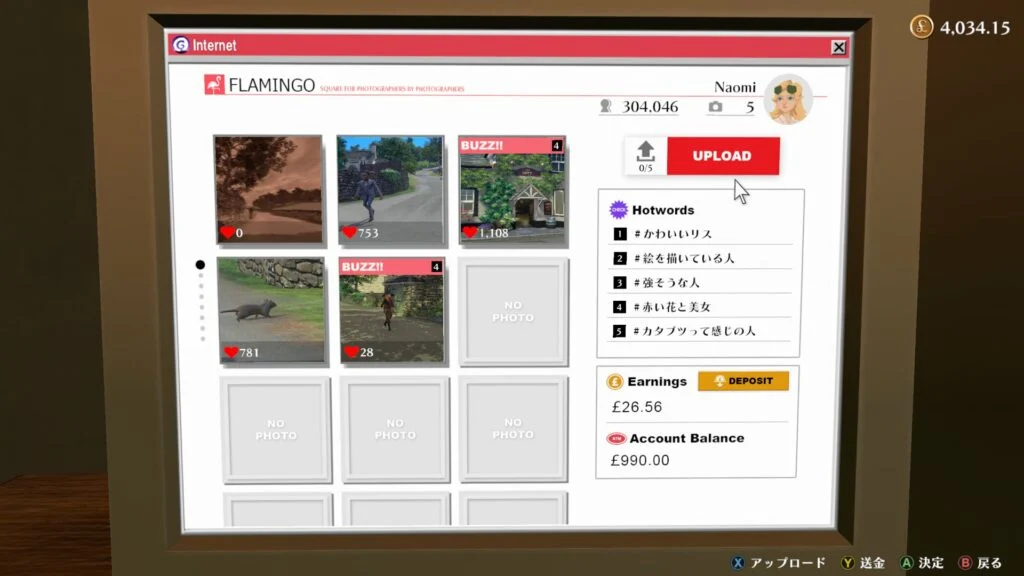 4,034.15
G Internet
FLAMINGO SQUARE FOR PHOTOGRAPHERS BY PHOTOGRAPHERS
Naomi
304.046 5
0/5 UPLOAD
0
753
BUZZ!! 4
1,108
Hotwords
1 #かわいいリス
2 #絵を描いている人
3 #強そうな人
4 #赤い花と美女
5 #カタブツって感じの人
781
BUZZ!! 4
28
NO PHOTO
Earnings DEPOSIT
£26.56
Account Balance
£990.00
NO PHOTO
NO PHOTO
NO PHOTO
X アップロード Y 送金 A 決定 B 戻る